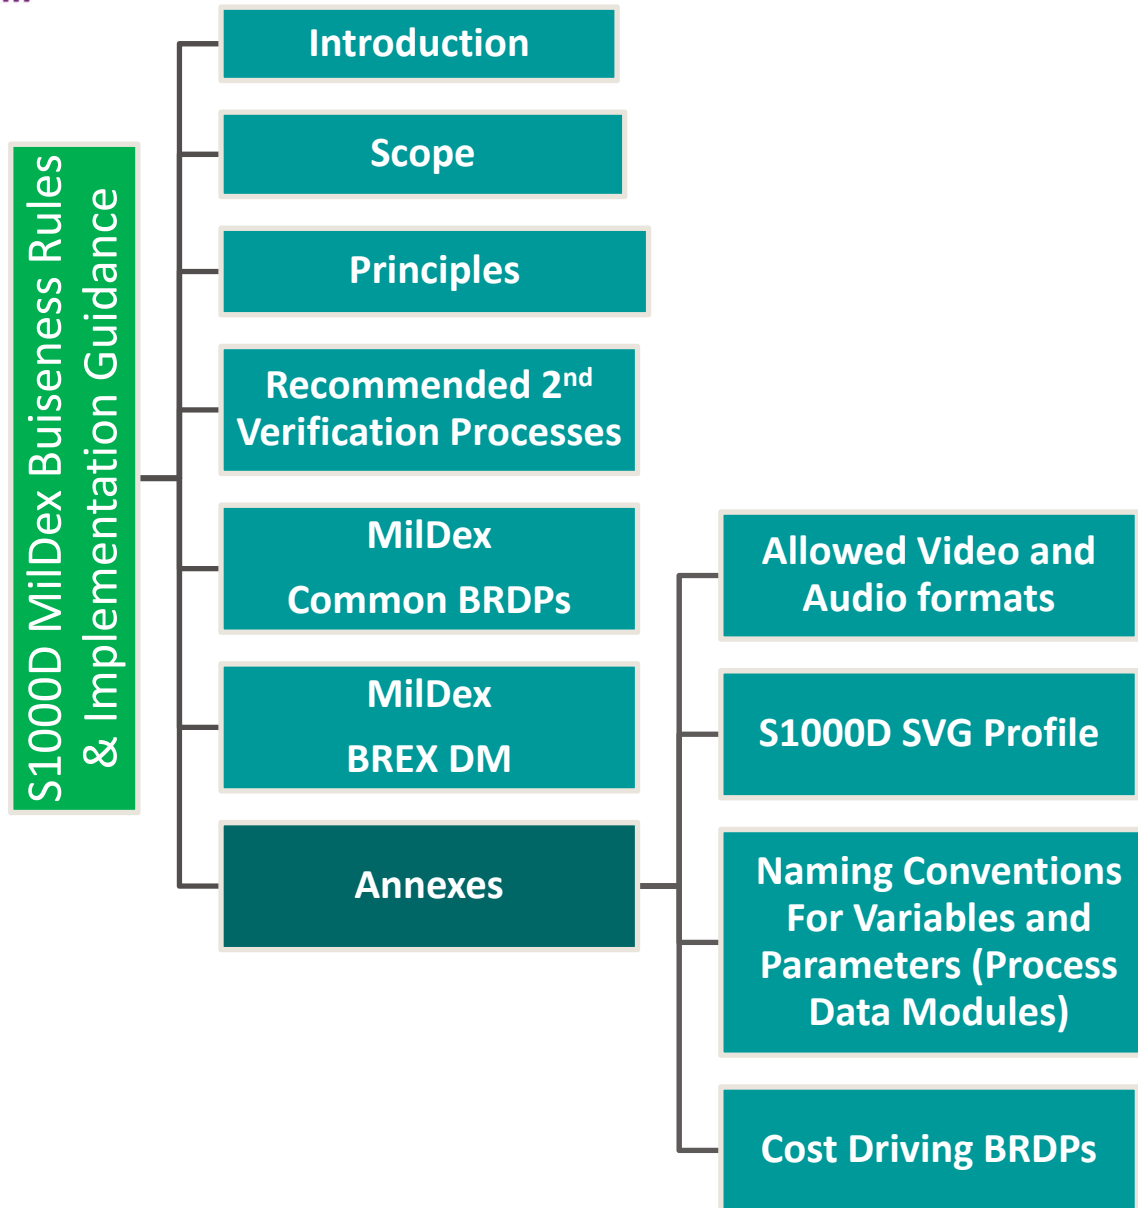 S1000D MilDex Buiseness Rules
& Implementation Guidance
Introduction
Scope
Principles
Recommended 2nd
Verification Processes
MilDex
Common BRDPs
MilDex
BREX DM
Annexes
Allowed Video and
Audio formats
S1000D SVG Profile
Naming Conventions
For Variables and
Parameters (Process
Data Modules)
Cost Driving BRDPs